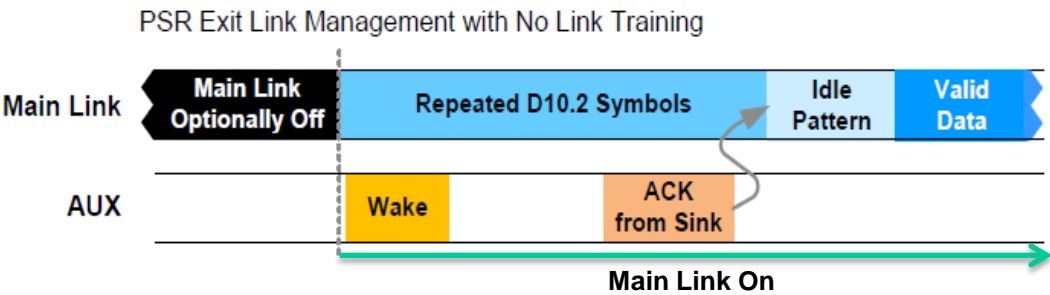 PSR Exit Link Management with No Link Training
Main Link
Main Link
Optionally Off
Repeated D10.2 Symbols
Idle
Pattern
Valid
Data
AUX
Wake
ACK
from Sink
Main Link On